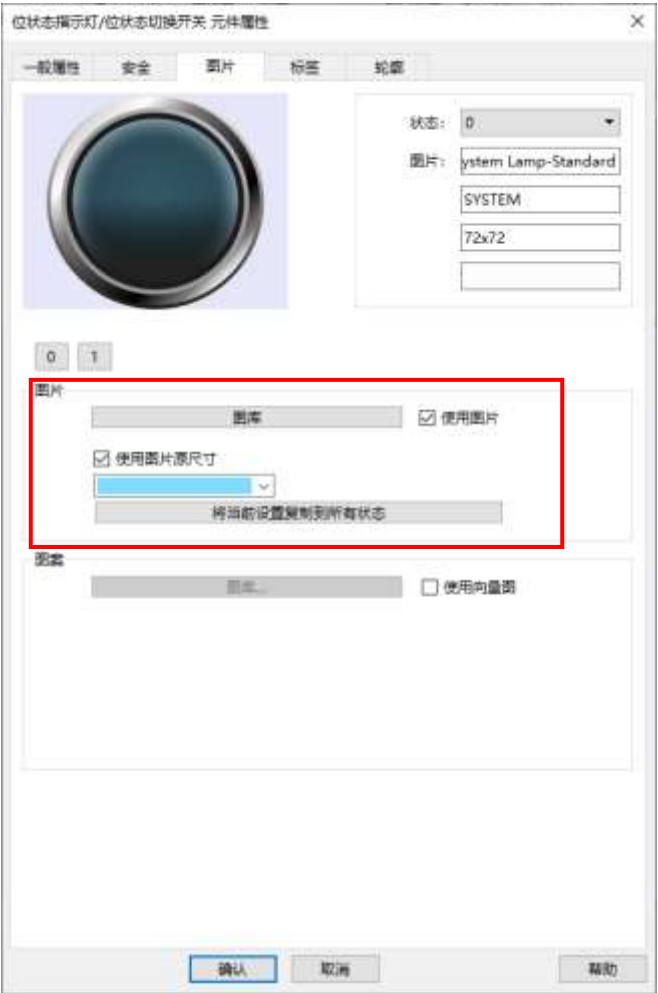 位状态指示灯/位状态切换开关 元件属性
一般属性 安全 图片 标签 轮廓
状态: 0
图片: ystem Lamp-Standard
SYSTEM
72x72
0 1
图片
图库 使用图片
使用图片原尺寸
将当前设置复制到所有状态
图案
图库... 使用向量图
确认 取消 帮助